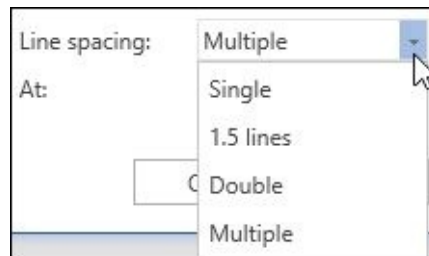 Line spacing: Multiple
At: Single
1.5 lines
Double
Multiple